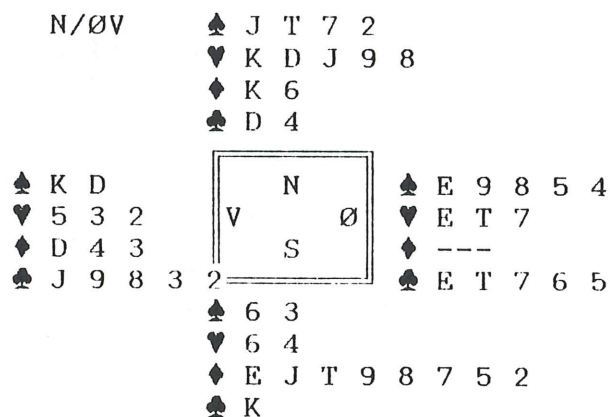 N/ØV ♠ J T 7 2
♥ K D J 9 8
♦ K 6
♣ D 4
♠ K D N ♠ E 9 8 5 4
♥ 5 3 2 V Ø ♥ E T 7
♦ D 4 3 S ♦ ---
♣ J 9 8 3 2 ♣ E T 7 6 5
♠ 6 3
♥ 6 4
♦ E J T 9 8 7 5 2
♣ K